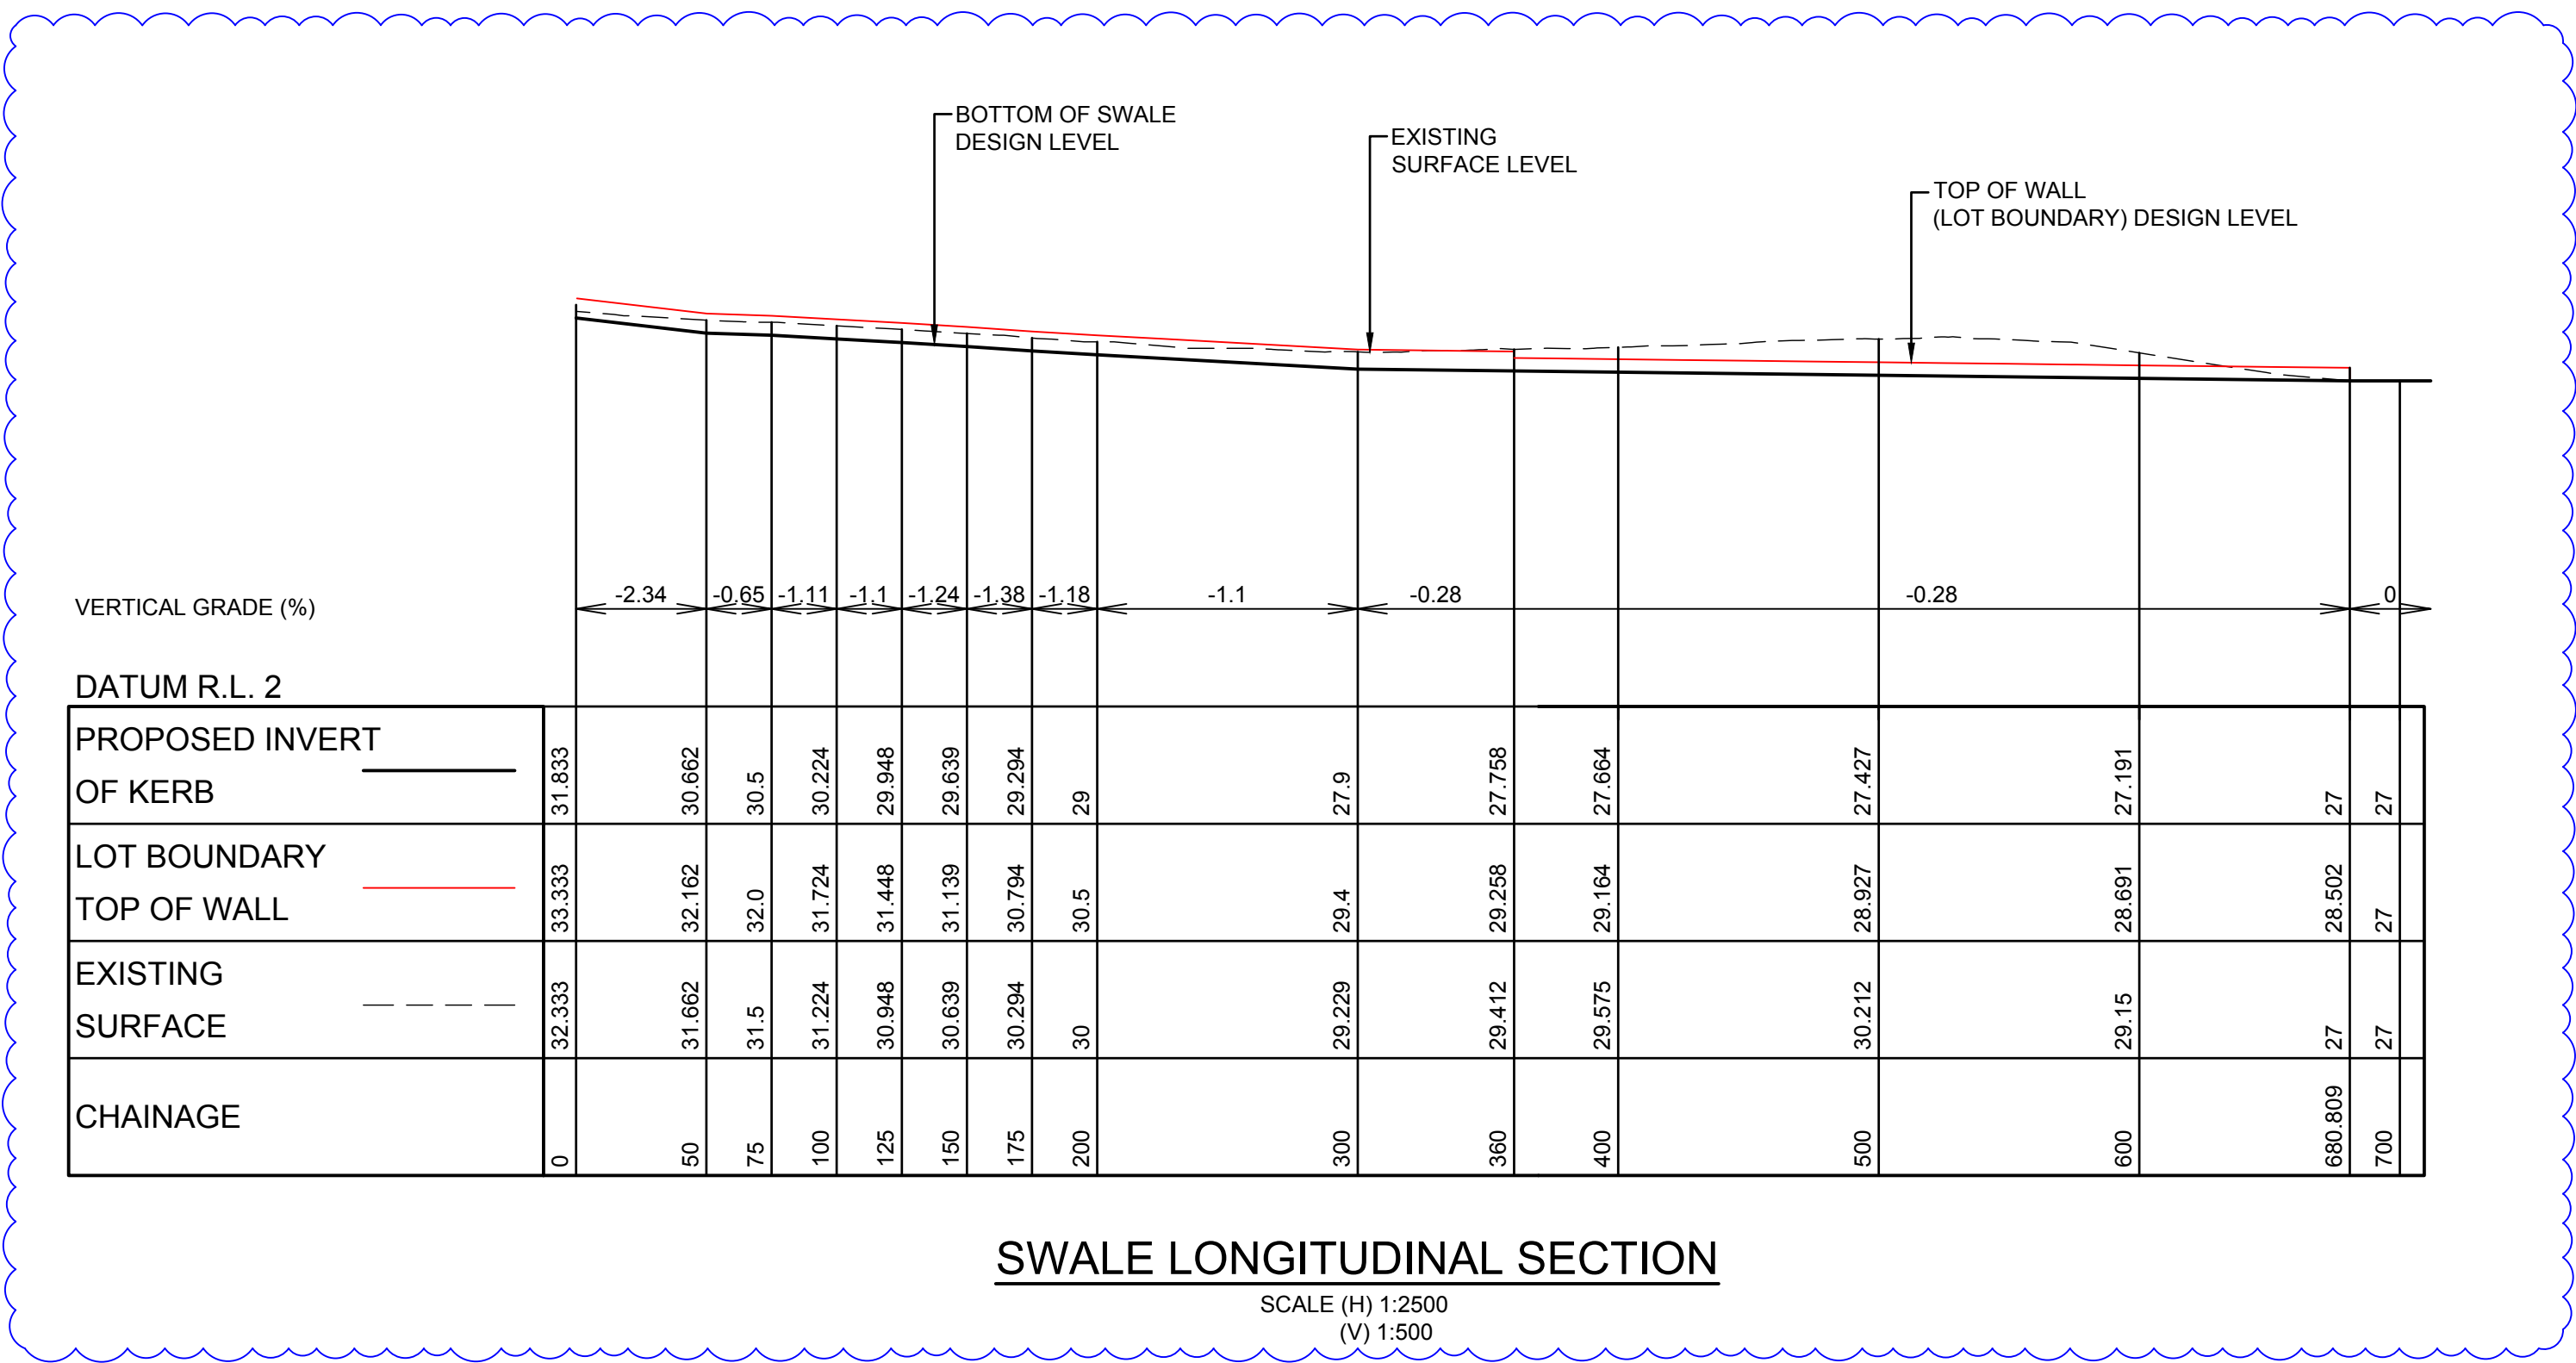 BOTTOM OF SWALE
DESIGN LEVEL
EXISTING
SURFACE LEVEL
TOP OF WALL
(LOT BOUNDARY) DESIGN LEVEL
VERTICAL GRADE (%) -2.34 -0.65 -1.11 -1.1 -1.24 -1.38 -1.18 -1.1 -0.28 -0.28 0
DATUM R.L. 2
PROPOSED INVERT
OF KERB
31.833 30.662 30.5 30.224 29.948 29.639 29.294 29 27.9 27.758 27.664 27.427 27.191 27 27
LOT BOUNDARY
TOP OF WALL
33.333 32.162 32.0 31.724 31.448 31.139 30.794 30.5 29.4 29.258 29.164 28.927 28.691 28.502 27
EXISTING
SURFACE
32.333 31.662 31.5 31.224 30.948 30.639 30.294 30 29.229 29.412 29.575 30.212 29.15 27 27
CHAINAGE
0 50 75 100 125 150 175 200 300 360 400 500 600 680.809 700
SWALE LONGITUDINAL SECTION
SCALE (H) 1:2500
(V) 1:500